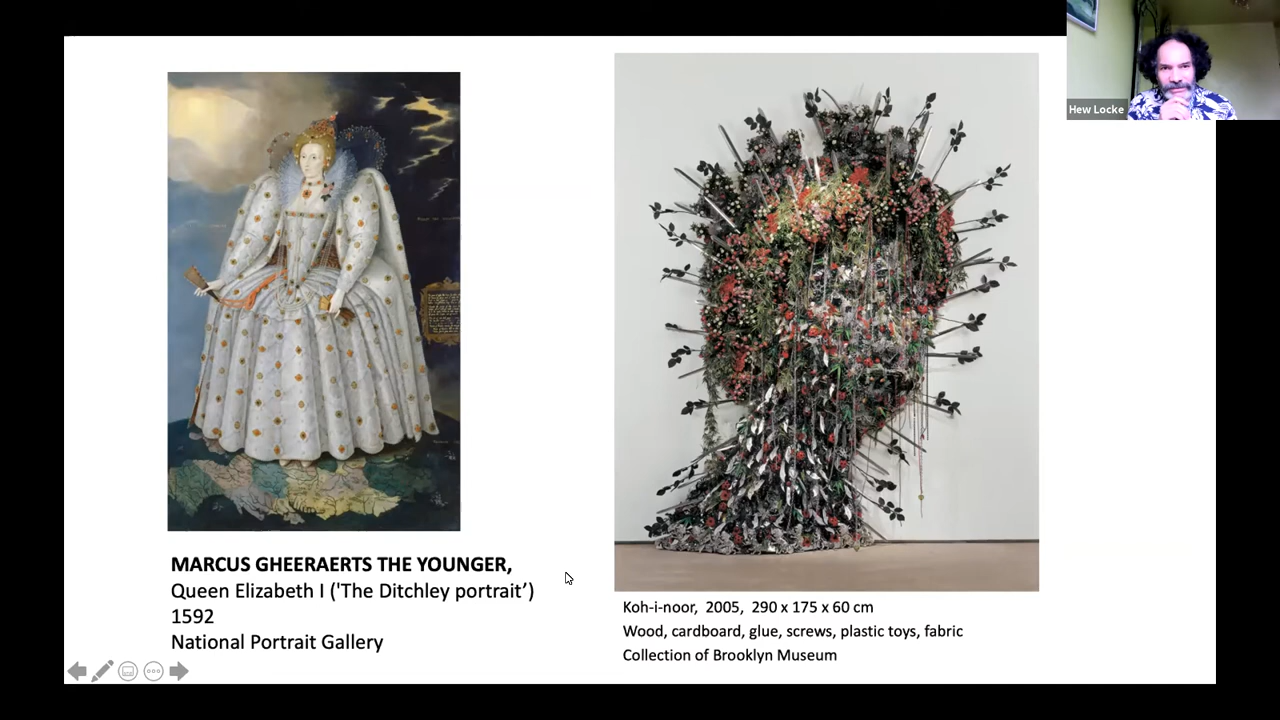 Hew Locke
MARCUS GHEERAERTS THE YOUNGER,
Queen Elizabeth I ('The Ditchley portrait’)
1592
National Portrait Gallery
Koh-i-noor, 2005, 290 x 175 x 60 cm
Wood, cardboard, glue, screws, plastic toys, fabric
Collection of Brooklyn Museum